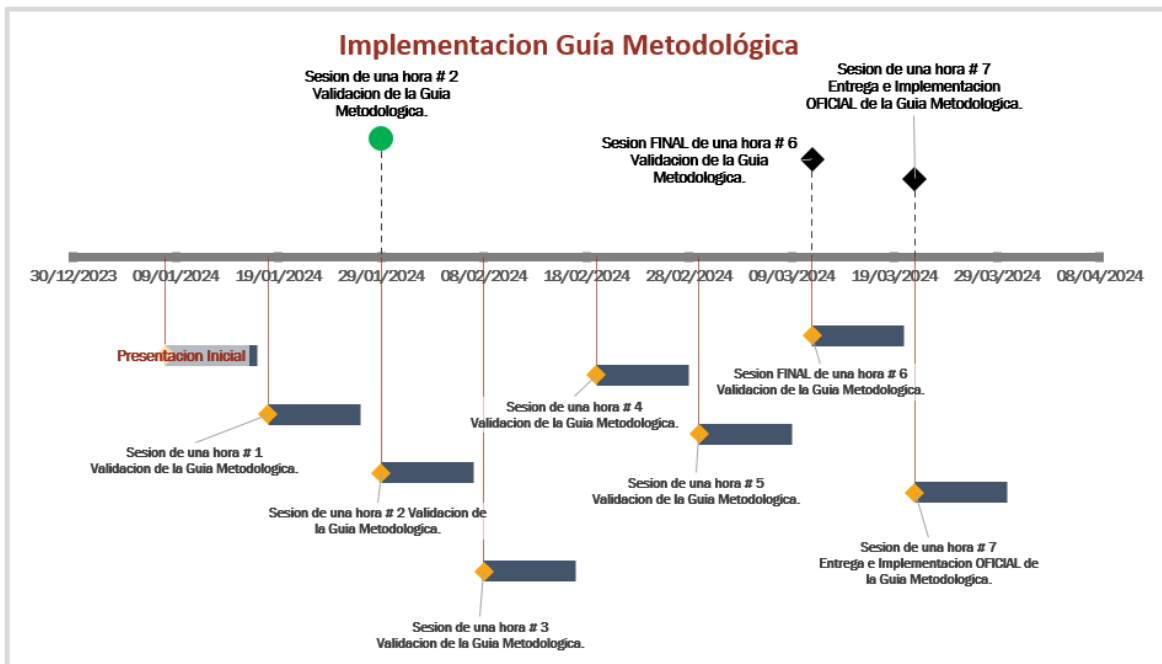 Implementacion Guía Metodológica
Sesion de una hora # 2
Validacion de la Guia
Metodologica.
Sesion FINAL de una hora # 6
Validacion de la Guia
Metodologica.
Sesion de una hora # 7
Entrega e Implementacion
OFICIAL de la Guia Metodologica.
30/12/2023 09/01/2024 19/01/2024 29/01/2024 08/02/2024 18/02/2024 28/02/2024 09/03/2024 19/03/2024 29/03/2024 08/04/2024
Presentacion Inicial
Sesion de una hora # 1
Validacion de la Guia Metodologica.
Sesion de una hora # 2 Validacion de
la Guia Metodologica.
Sesion de una hora # 3
Validacion de la Guia Metodologica.
Sesion de una hora # 4
Validacion de la Guia Metodologica.
Sesion de una hora # 5
Validacion de la Guia Metodologica.
Sesion FINAL de una hora # 6
Validacion de la Guia Metodologica.
Sesion de una hora # 7
Entrega e Implementacion OFICIAL de
la Guia Metodologica.